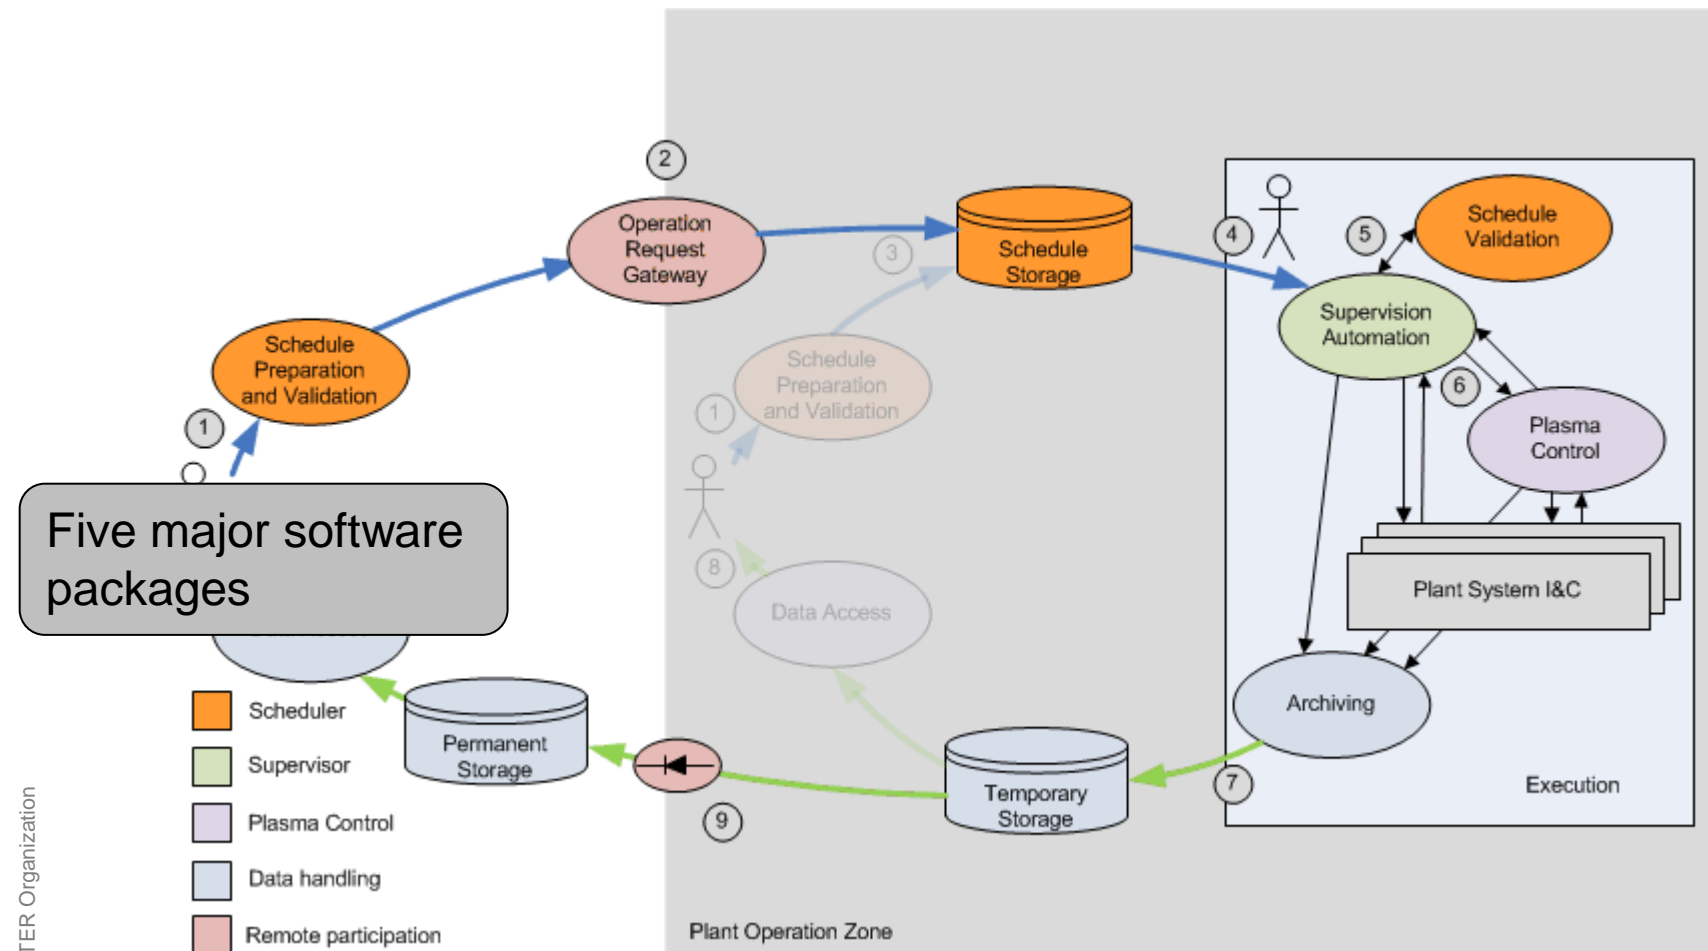 2
Operation
Request
Gateway
3
Schedule
Storage
4
5
Schedule
Validation
Supervision
Automation
Schedule
Preparation
and Validation
Schedule
Preparation
and Validation
6
1
1
Plasma
Control
Five major software
packages
8
Data Access
Plant System I&C
Archiving
Scheduler
Permanent
Storage
Supervisor
7
Execution
Temporary
Storage
9
Plasma Control
Data handling
Remote participation
Plant Operation Zone
TER Organization